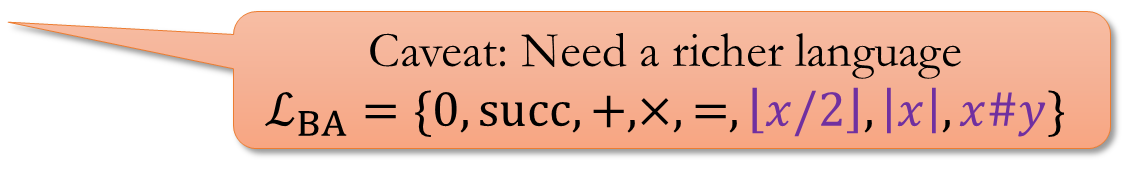 Caveat: Need a richer language
ℒ_BA = {0, succ, +,×, =, ⌊x/2⌋, |x|, x#y}